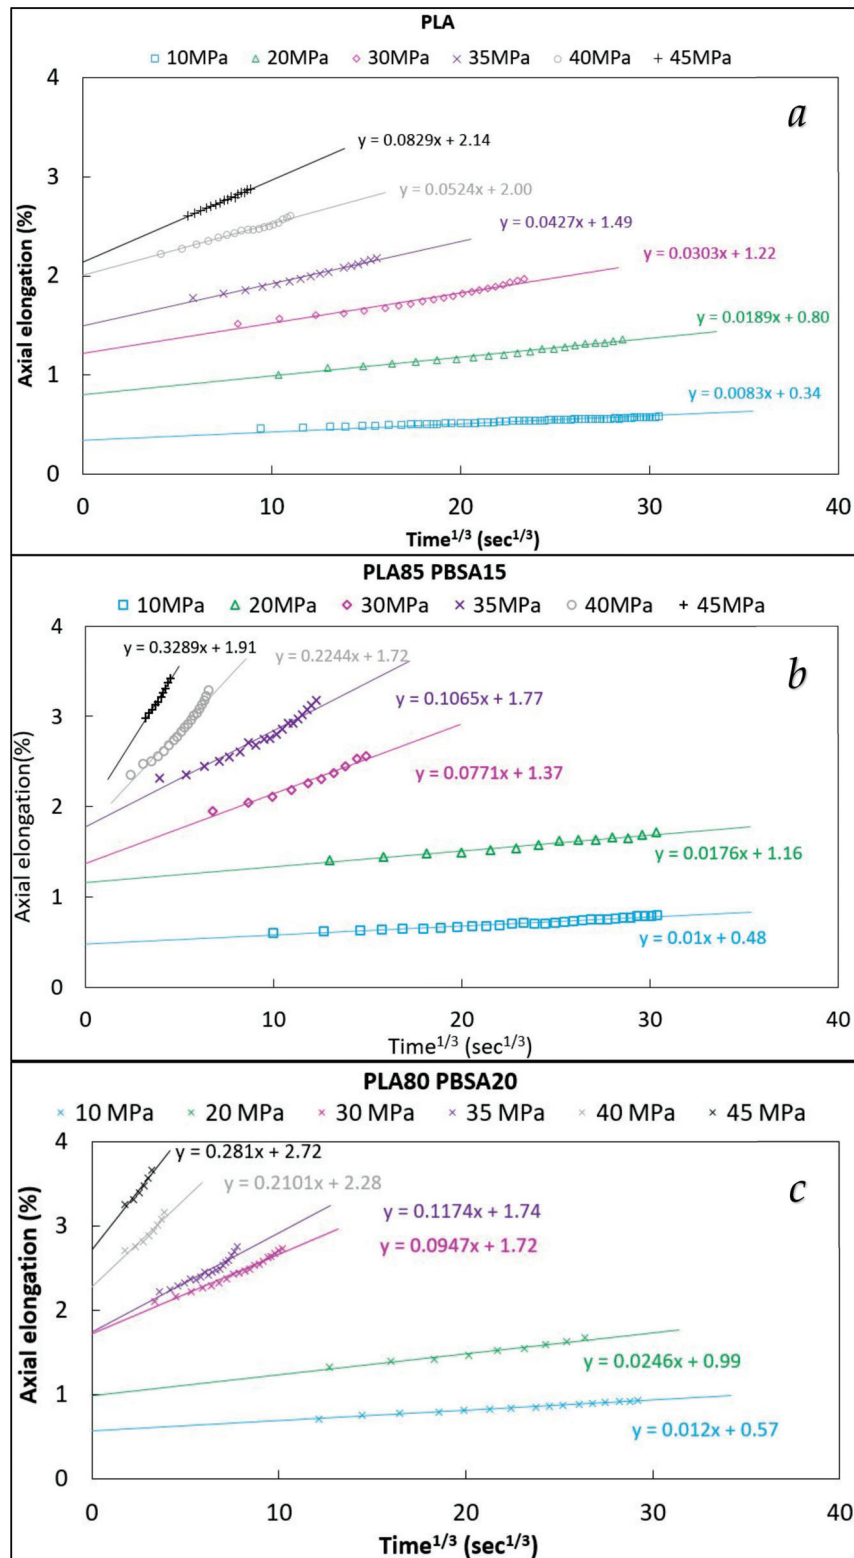 PLA
10MPa 20MPa 30MPa 35MPa 40MPa 45MPa
4
a
y = 0.0829x + 2.14
3
y = 0.0524x + 2.00
y = 0.0427x + 1.49
2
y = 0.0303x + 1.22
y = 0.0189x + 0.80
1
y = 0.0083x + 0.34
0
Axial elongation (%)
0 10 20 30 40
Time1/3 (sec1/3)
PLA85 PBSA15
10MPa 20MPa 30MPa 35MPa 40MPa 45MPa
4
y = 0.3289x + 1.91
y = 0.2244x + 1.72
b
y = 0.1065x + 1.77
3
y = 0.0771x + 1.37
2
y = 0.0176x + 1.16
1
y = 0.01x + 0.48
0
Axial elongation(%)
0 10 20 30 40
Time1/3 (sec1/3)
PLA80 PBSA20
10 MPa 20 MPa 30 MPa 35 MPa 40 MPa 45 MPa
4
y = 0.281x + 2.72
y = 0.2101x + 2.28
c
y = 0.1174x + 1.74
3
y = 0.0947x + 1.72
2
y = 0.0246x + 0.99
1
y = 0.012x + 0.57
0
Axial elongation (%)
0 10 20 30 40
Time1/3 (sec1/3)